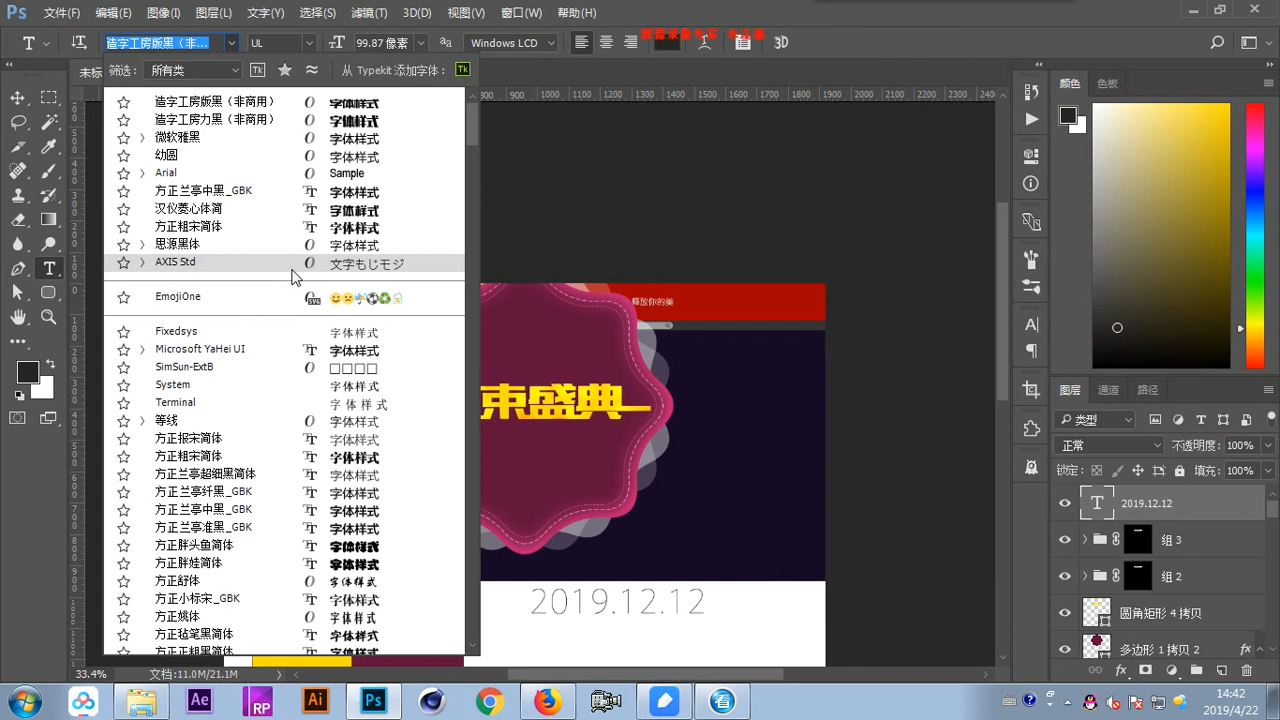 Ps 文件(F) 编辑(E) 图像(I) 图层(L) 文字(Y) 选择(S) 滤镜(T) 3D(D) 视图(V) 窗口(W) 帮助(H)
T 造字工房版黑（非... UL 99.87 像素 aa Windows LCD 3D
筛选: 所有类 Tk 从 Typekit 添加字体: Tk
未标
900 1000 1100 1200 1300 1400 1500 1600 1700 1800 1900 2000 2100 2200 2300 2400
颜色 色板
造字工房版黑（非商用） 字体样式
造字工房力黑（非商用） 字体样式
微软雅黑 字体样式
幼圆 字体样式
Arial Sample
方正兰亭中黑_GBK 字体样式
汉仪菱心体简 字体样式
方正粗宋简体 字体样式
思源黑体 字体样式
AXIS Std 文字もじモジ
EmojiOne
Fixedsys 字体样式
Microsoft YaHei UI 字体样式
SimSun-ExtB □□□□
System 字体样式
Terminal 字体样式
等线 字体样式
方正报宋简体 字体样式
方正粗宋简体 字体样式
方正兰亭超细黑简体 字体样式
方正兰亭纤黑_GBK 字体样式
方正兰亭中黑_GBK 字体样式
方正兰亭准黑_GBK 字体样式
方正胖头鱼简体 字体样式
方正胖娃简体 字体样式
方正舒体 字体样式
方正小标宋_GBK 字体样式
方正姚体 字体样式
方正毡笔黑简体 字体样式
释放你的美
束盛典
2019.12.12
图层 通道 路径
类型
正常 不透明度: 100%
锁定: 填充: 100%
T 2019.12.12
组 3
组 2
圆角矩形 4 拷贝
多边形 1 拷贝 2 fx
33.4% 文档:11.0M/21.1M
Ae RP Ai Ps
14:42
2019/4/22